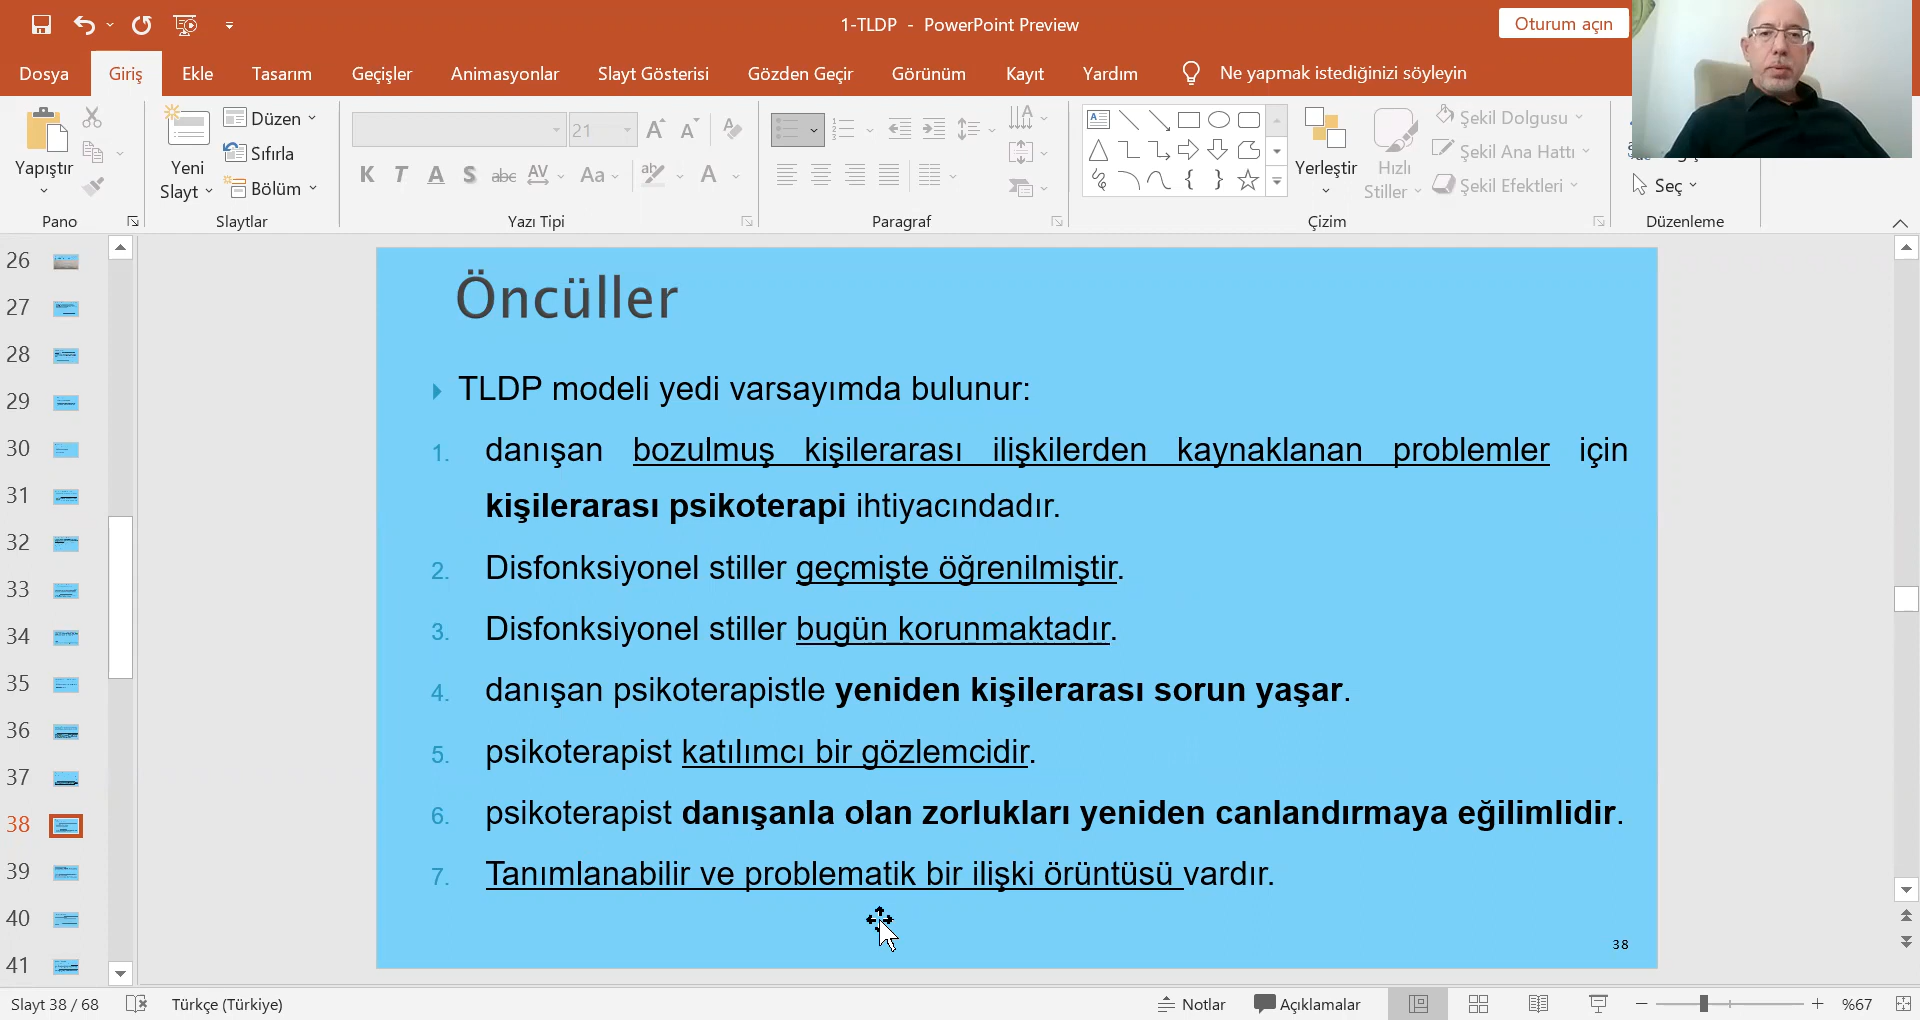 1-TLDP - PowerPoint Preview
Oturum açın
Dosya Giriş Ekle Tasarım Geçişler Animasyonlar Slayt Gösterisi Gözden Geçir Görünüm Kayıt Yardım Ne yapmak istediğinizi söyleyin
Yapıştır
Yeni
Slayt
Düzen
Sıfırla
Bölüm
21
K T A S abc AV Aa A
Yerleştir
Hızlı
Stiller
Şekil Dolgusu
Şekil Ana Hattı
Şekil Efektleri
Seç
Pano Slaytlar Yazı Tipi Paragraf Çizim Düzenleme
26
27
28
29
30
31
32
33
34
35
36
37
38
39
40
41
Öncüller
TLDP modeli yedi varsayımda bulunur:
1. danışan bozulmuş kişilerarası ilişkilerden kaynaklanan problemler için
kişilerarası psikoterapi ihtiyacındadır.
2. Disfonksiyonel stiller geçmişte öğrenilmiştir.
3. Disfonksiyonel stiller bugün korunmaktadır.
4. danışan psikoterapistle yeniden kişilerarası sorun yaşar.
5. psikoterapist katılımcı bir gözlemcidir.
6. psikoterapist danışanla olan zorlukları yeniden canlandırmaya eğilimlidir.
7. Tanımlanabilir ve problematik bir ilişki örüntüsü vardır.
38
Slayt 38 / 68 Türkçe (Türkiye) Notlar Açıklamalar %67